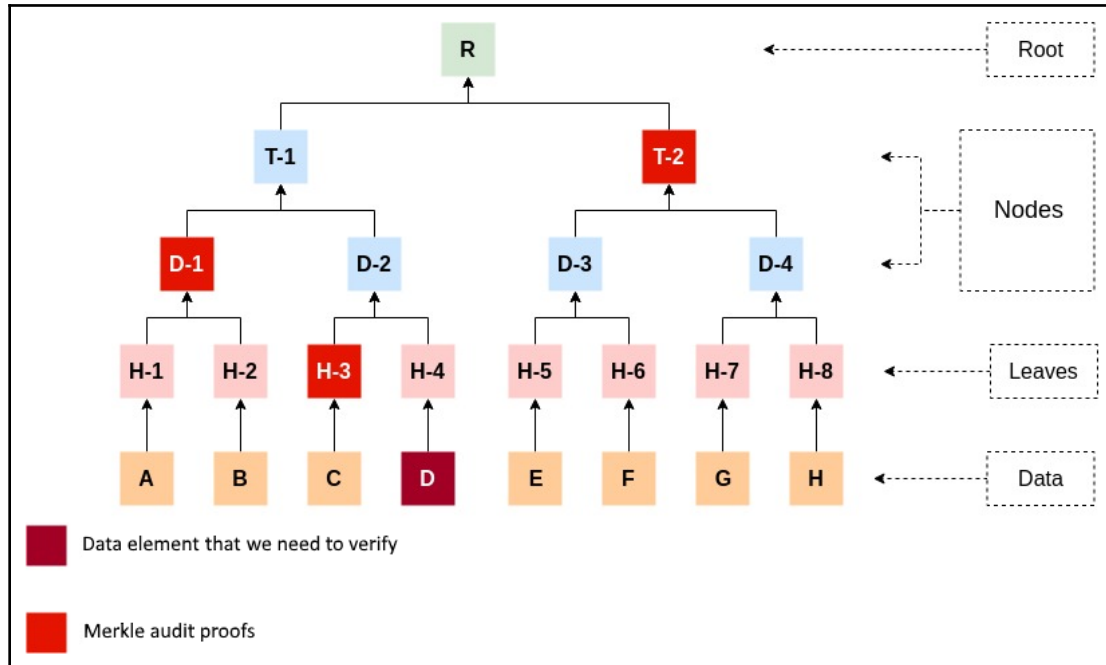 R
Root
T-1
T-2
Nodes
D-1
D-2
D-3
D-4
H-1
H-2
H-3
H-4
H-5
H-6
H-7
H-8
Leaves
A
B
C
D
E
F
G
H
Data
Data element that we need to verify
Merkle audit proofs